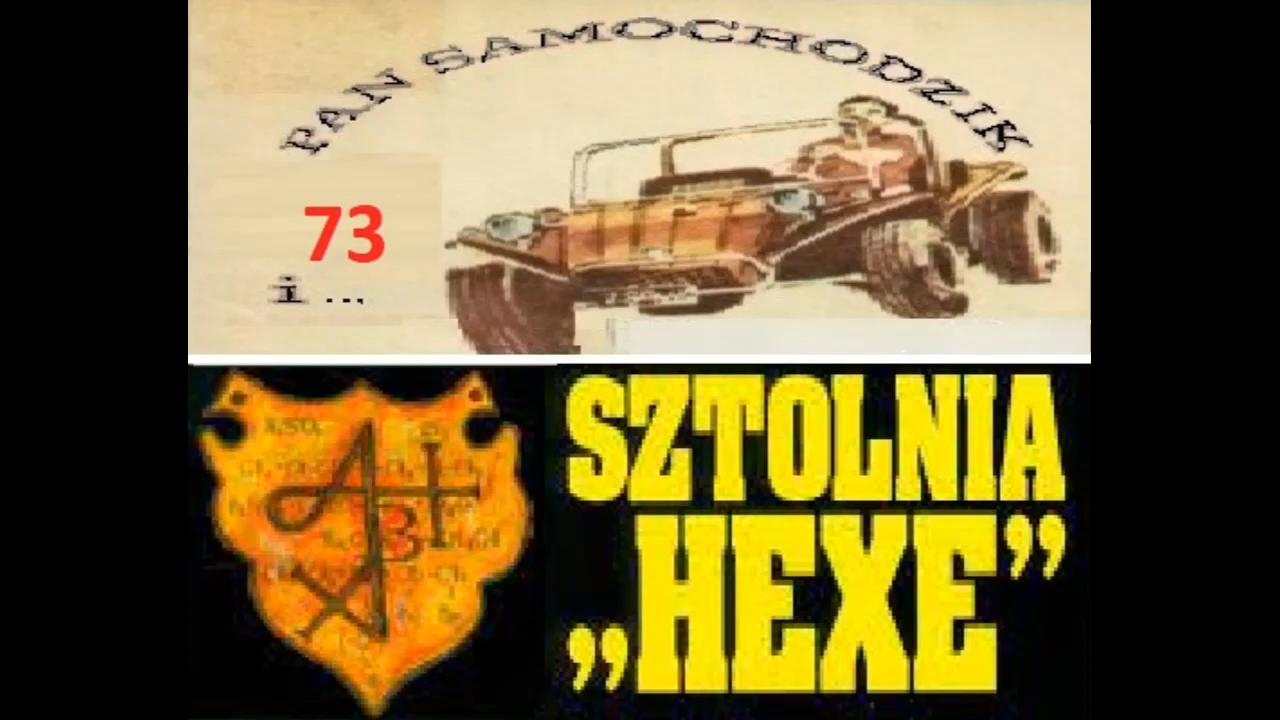 PAN SAMOCHODZIK
73
i ...
SZTOLNIA
„HEXE”